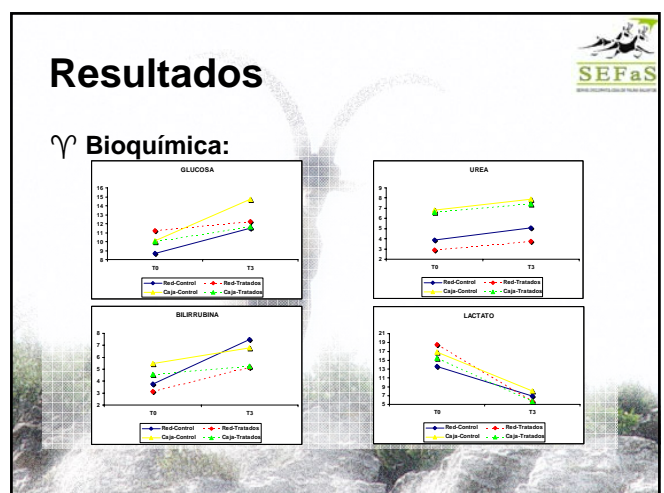 Resultados
SEFaS
♈ Bioquímica:
GLUCOSA
16
15
14
13
12
11
10
9
8
T0 T3
Red-Control Red-Tratados
Caja-Control Caja-Tratados
UREA
9
8
7
6
5
4
3
2
T0 T3
Red-Control Red-Tratados
Caja-Control Caja-Tratados
BILIRRUBINA
8
7
6
5
4
3
2
T0 T3
Red-Control Red-Tratados
Caja-Control Caja-Tratados
LACTATO
21
19
17
15
13
11
9
7
5
T0 T3
Red-Control Red-Tratados
Caja-Control Caja-Tratados